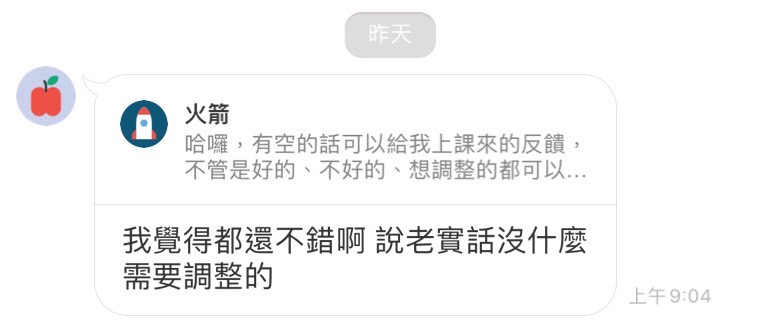 昨天
火箭
哈囉，有空的話可以給我上課來的反饋，
不管是好的、不好的、想調整的都可以...
我覺得都還不錯啊 說老實話沒什麼
需要調整的
上午 9:04